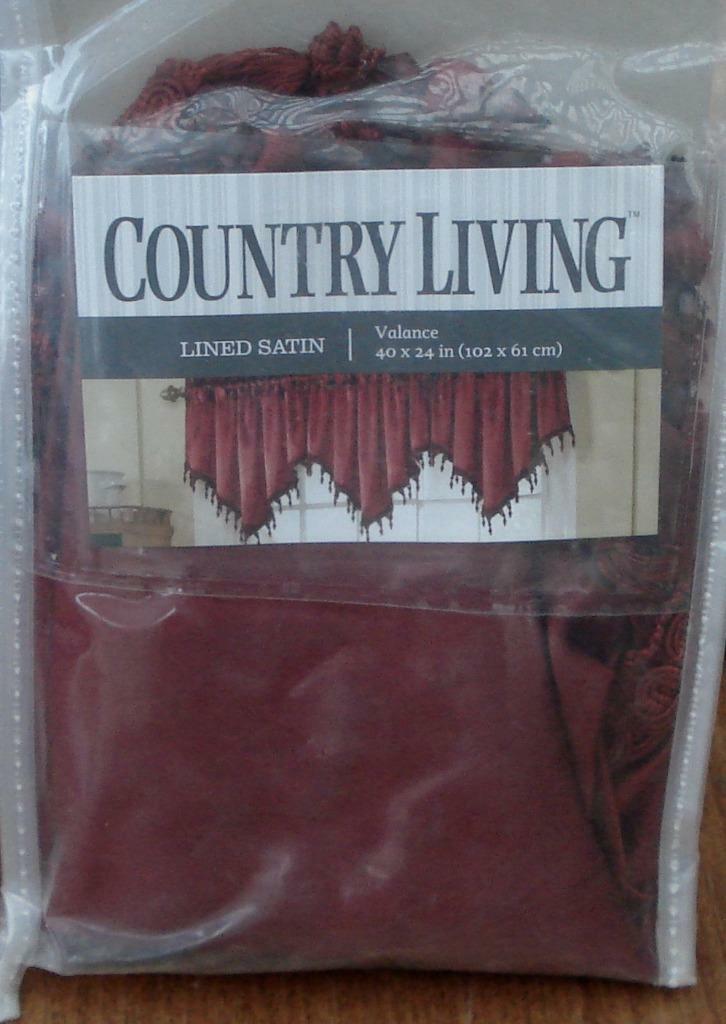 COUNTRY LIVING™
LINED SATIN | Valance
40 x 24 in (102 x 61 cm)